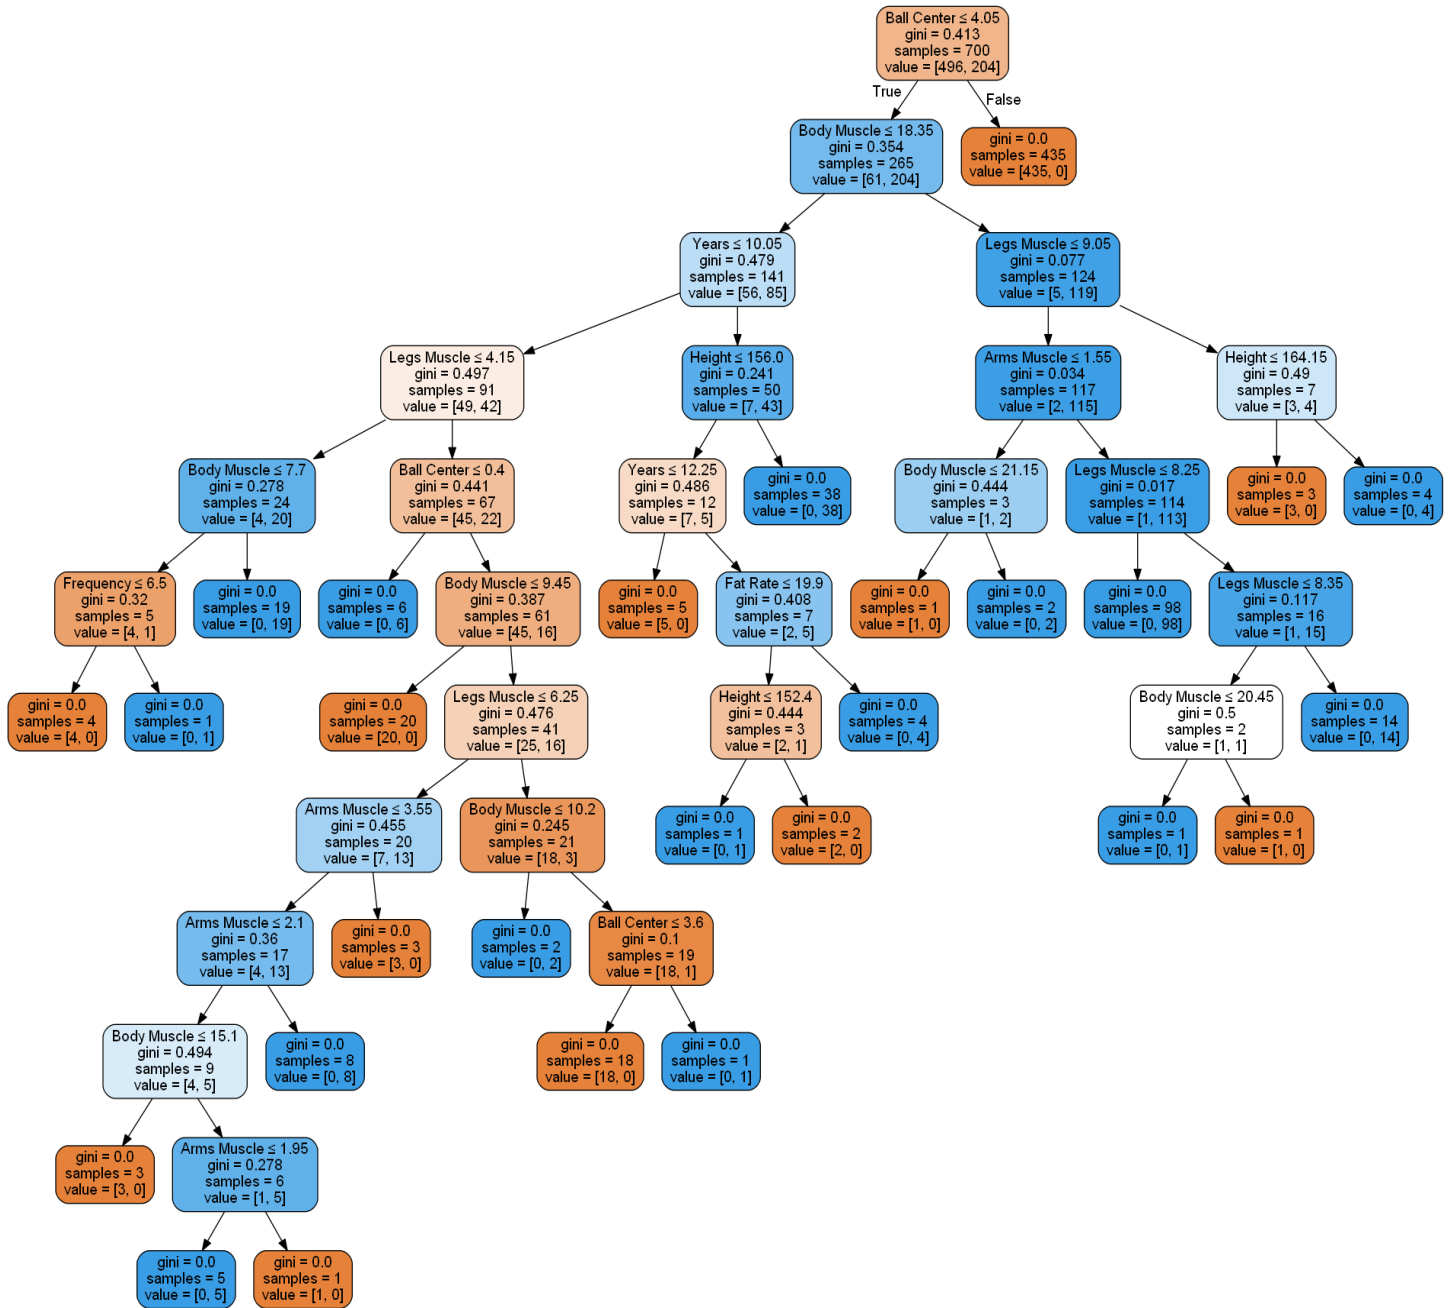 Ball Center ≤ 4.05
gini = 0.413
samples = 700
value = [496, 204]
True
False
Body Muscle ≤ 18.35
gini = 0.354
samples = 265
value = [61, 204]
gini = 0.0
samples = 435
value = [435, 0]
Years ≤ 10.05
gini = 0.479
samples = 141
value = [56, 85]
Legs Muscle ≤ 9.05
gini = 0.077
samples = 124
value = [5, 119]
Legs Muscle ≤ 4.15
gini = 0.497
samples = 91
value = [49, 42]
Height ≤ 156.0
gini = 0.241
samples = 50
value = [7, 43]
Arms Muscle ≤ 1.55
gini = 0.034
samples = 117
value = [2, 115]
Height ≤ 164.15
gini = 0.49
samples = 7
value = [3, 4]
Body Muscle ≤ 7.7
gini = 0.278
samples = 24
value = [4, 20]
Ball Center ≤ 0.4
gini = 0.441
samples = 67
value = [45, 22]
Years ≤ 12.25
gini = 0.486
samples = 12
value = [7, 5]
gini = 0.0
samples = 38
value = [0, 38]
Body Muscle ≤ 21.15
gini = 0.444
samples = 3
value = [1, 2]
Legs Muscle ≤ 8.25
gini = 0.017
samples = 114
value = [1, 113]
gini = 0.0
samples = 3
value = [3, 0]
gini = 0.0
samples = 4
value = [0, 4]
Frequency ≤ 6.5
gini = 0.32
samples = 5
value = [4, 1]
gini = 0.0
samples = 19
value = [0, 19]
gini = 0.0
samples = 6
value = [0, 6]
Body Muscle ≤ 9.45
gini = 0.387
samples = 61
value = [45, 16]
gini = 0.0
samples = 5
value = [5, 0]
Fat Rate ≤ 19.9
gini = 0.408
samples = 7
value = [2, 5]
gini = 0.0
samples = 1
value = [1, 0]
gini = 0.0
samples = 2
value = [0, 2]
gini = 0.0
samples = 98
value = [0, 98]
Legs Muscle ≤ 8.35
gini = 0.117
samples = 16
value = [1, 15]
gini = 0.0
samples = 4
value = [4, 0]
gini = 0.0
samples = 1
value = [0, 1]
gini = 0.0
samples = 20
value = [20, 0]
Legs Muscle ≤ 6.25
gini = 0.476
samples = 41
value = [25, 16]
Height ≤ 152.4
gini = 0.444
samples = 3
value = [2, 1]
gini = 0.0
samples = 4
value = [0, 4]
Body Muscle ≤ 20.45
gini = 0.5
samples = 2
value = [1, 1]
gini = 0.0
samples = 14
value = [0, 14]
Arms Muscle ≤ 3.55
gini = 0.455
samples = 20
value = [7, 13]
Body Muscle ≤ 10.2
gini = 0.245
samples = 21
value = [18, 3]
gini = 0.0
samples = 1
value = [0, 1]
gini = 0.0
samples = 2
value = [2, 0]
gini = 0.0
samples = 1
value = [0, 1]
gini = 0.0
samples = 1
value = [1, 0]
Arms Muscle ≤ 2.1
gini = 0.36
samples = 17
value = [4, 13]
gini = 0.0
samples = 3
value = [3, 0]
gini = 0.0
samples = 2
value = [0, 2]
Ball Center ≤ 3.6
gini = 0.1
samples = 19
value = [18, 1]
Body Muscle ≤ 15.1
gini = 0.494
samples = 9
value = [4, 5]
gini = 0.0
samples = 8
value = [0, 8]
gini = 0.0
samples = 18
value = [18, 0]
gini = 0.0
samples = 1
value = [0, 1]
gini = 0.0
samples = 3
value = [3, 0]
Arms Muscle ≤ 1.95
gini = 0.278
samples = 6
value = [1, 5]
gini = 0.0
samples = 5
value = [0, 5]
gini = 0.0
samples = 1
value = [1, 0]